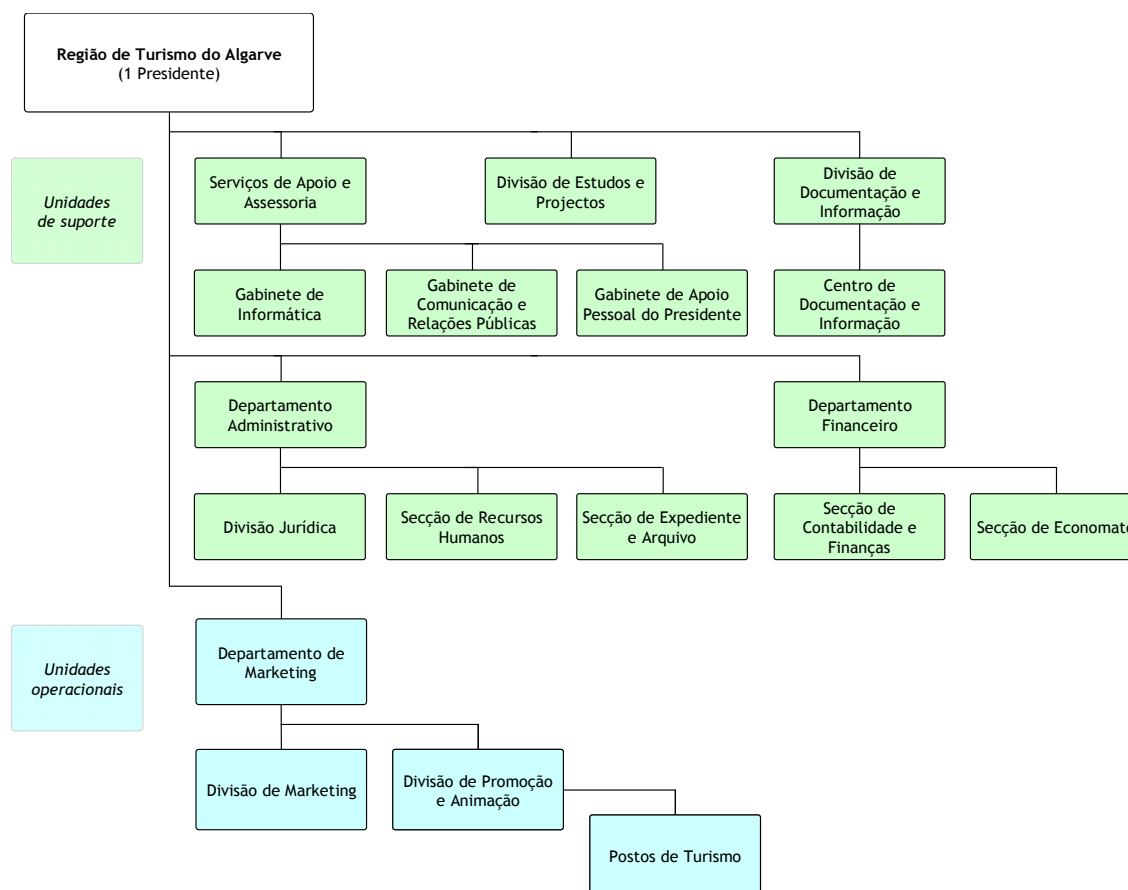 Região de Turismo do Algarve
(1 Presidente)
Unidades
de suporte
Serviços de Apoio e
Assessoria
Divisão de Estudos e
Projectos
Divisão de
Documentação e
Informação
Gabinete de
Informática
Gabinete de
Comunicação e
Relações Públicas
Gabinete de Apoio
Pessoal do Presidente
Centro de
Documentação e
Informação
Departamento
Administrativo
Departamento
Financeiro
Divisão Jurídica
Secção de Recursos
Humanos
Secção de Expediente
e Arquivo
Secção de
Contabilidade e
Finanças
Secção de Economato
Unidades
operacionais
Departamento de
Marketing
Divisão de Marketing
Divisão de Promoção
e Animação
Postos de Turismo